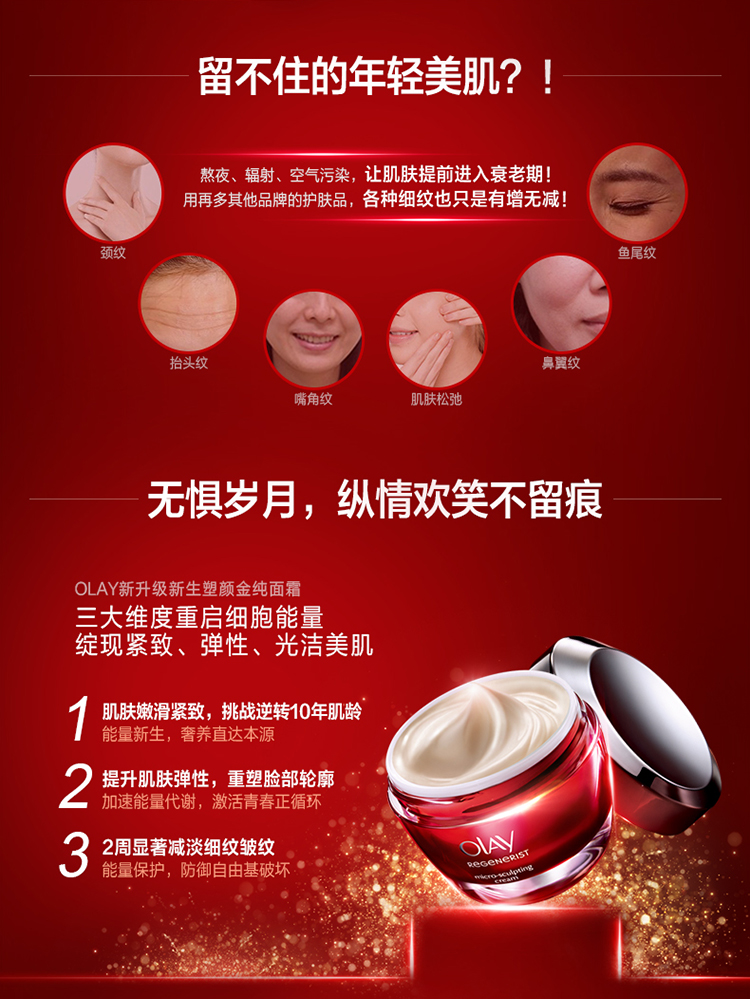 留不住的年轻美肌？！
熬夜、辐射、空气污染，让肌肤提前进入衰老期！
用再多其他品牌的护肤品，各种细纹也只是有增无减！
颈纹
鱼尾纹
抬头纹
鼻翼纹
嘴角纹
肌肤松弛
无惧岁月，纵情欢笑不留痕
OLAY新升级新生塑颜金纯面霜
三大维度重启细胞能量
绽现紧致、弹性、光洁美肌
1 肌肤嫩滑紧致，挑战逆转10年肌龄
能量新生，奢养直达本源
2 提升肌肤弹性，重塑脸部轮廓
加速能量代谢，激活青春正循环
3 2周显著减淡细纹皱纹
能量保护，防御自由基破坏
OLAY
REGENERIST
micro-sculpting
cream